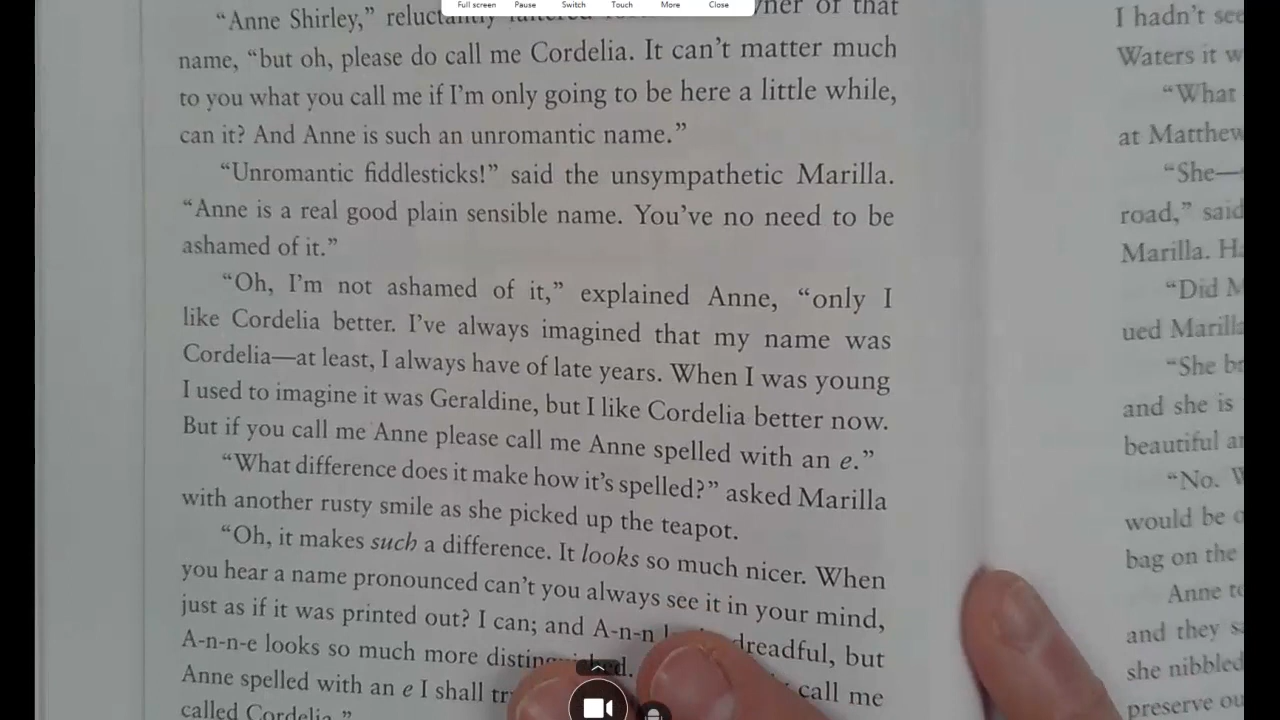 Full screen Pause Switch Touch More Close
“Anne Shirley,” reluctantly of that
name, “but oh, please do call me Cordelia. It can’t matter much
to you what you call me if I’m only going to be here a little while,
can it? And Anne is such an unromantic name.”
“Unromantic fiddlesticks!” said the unsympathetic Marilla.
“Anne is a real good plain sensible name. You’ve no need to be
ashamed of it.”
“Oh, I’m not ashamed of it,” explained Anne, “only I
like Cordelia better. I’ve always imagined that my name was
Cordelia—at least, I always have of late years. When I was young
I used to imagine it was Geraldine, but I like Cordelia better now.
But if you call me Anne please call me Anne spelled with an e.”
“What difference does it make how it’s spelled?” asked Marilla
with another rusty smile as she picked up the teapot.
“Oh, it makes such a difference. It looks so much nicer. When
you hear a name pronounced can’t you always see it in your mind,
just as if it was printed out? I can; and A-n-n dreadful, but
A-n-n-e looks so much more
Anne spelled with an e I shall call me
called Cordelia.”
I hadn’t
Waters it
“What
at Matthew
“She—
road,” said
Marilla.
“Did
ued
“She
and she is
beautiful
“No.
would be
bag on the
Anne
and they
she nibbled
preserve